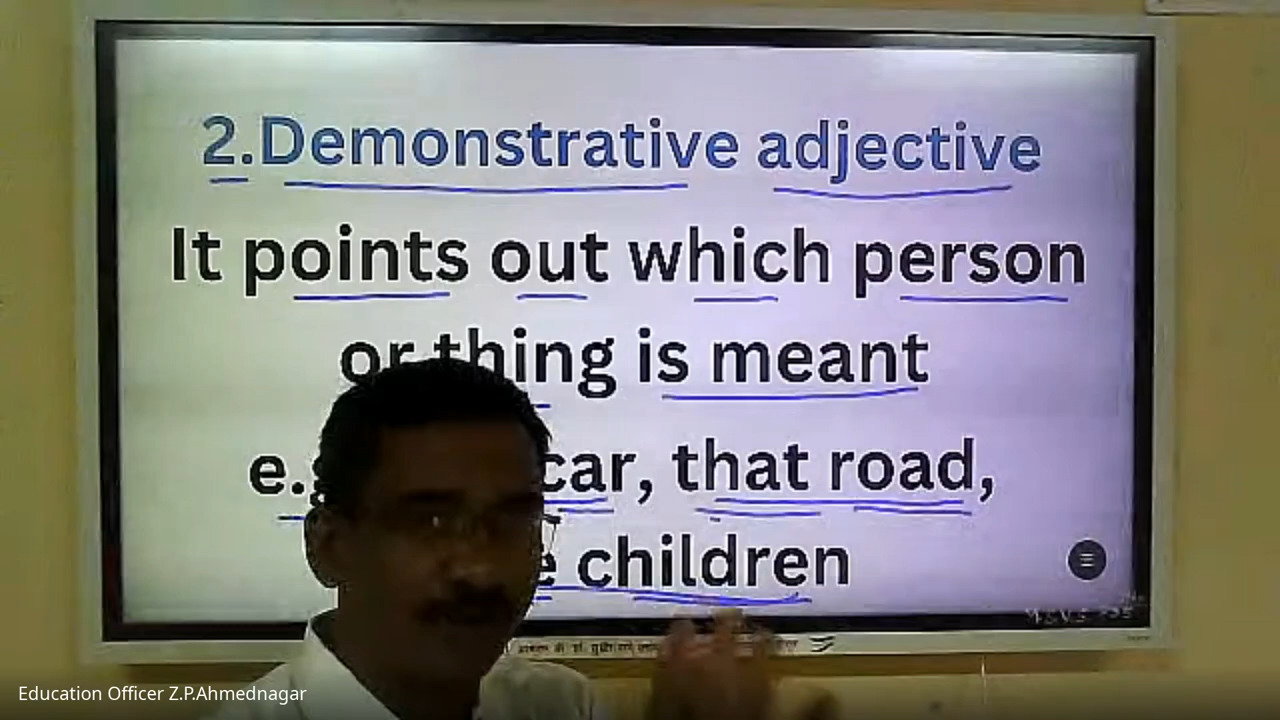 2.Demonstrative adjective
It points out which person
or thing is meant
car, that road,
children
Education Officer Z.P.Ahmednagar